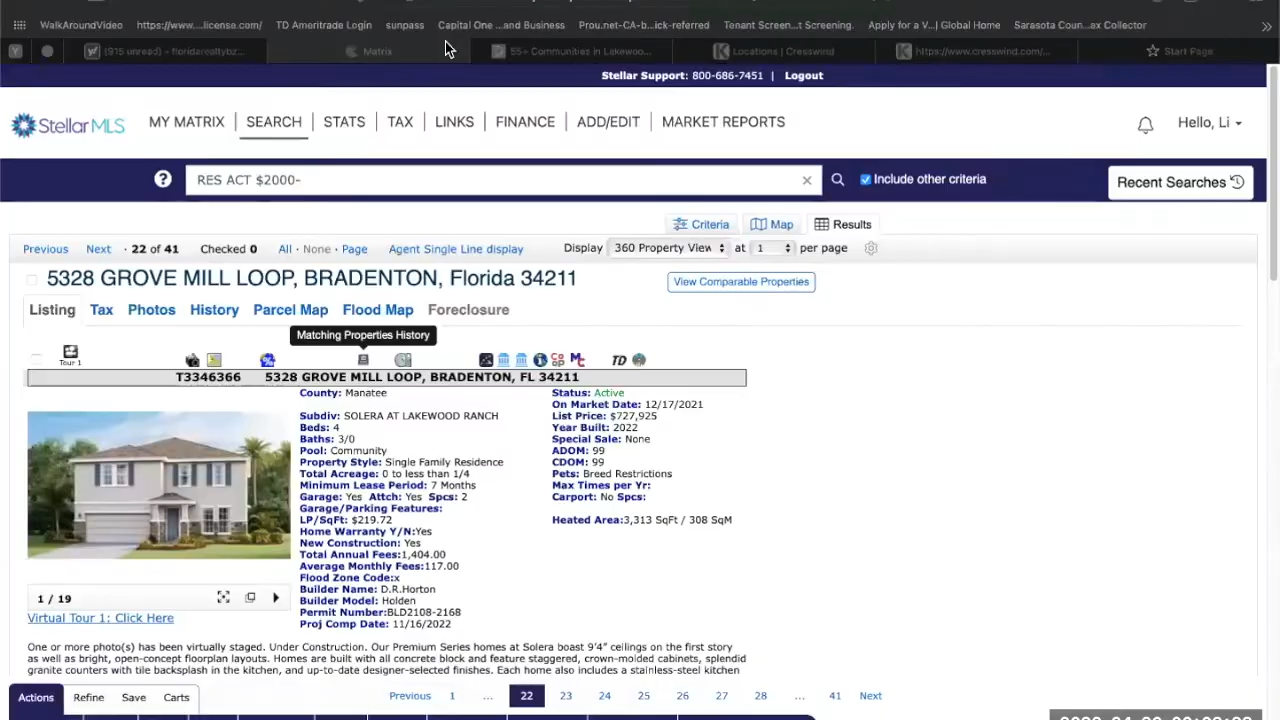 WalkAroundVideo https://www....license.com/ TD Ameritrade Login sunpass Capital One ...and Business Prou.net-CA-b...ick-referred Tenant Screen...t Screening. Apply for a V...| Global Home Sarasota Coun...ex Collector
(915 unread) - floridarealtybz... Matrix 55+ Communities in Lakewoo... Locations | Cresswind https://www.cresswind.com/... Start Page
Stellar Support: 800-686-7451 | Logout
StellarMLS MY MATRIX SEARCH STATS TAX LINKS FINANCE ADD/EDIT MARKET REPORTS Hello, Li
? RES ACT $2000- Include other criteria Recent Searches
Criteria Map Results
Previous Next · 22 of 41 Checked 0 All · None · Page Agent Single Line display Display 360 Property View at 1 per page
5328 GROVE MILL LOOP, BRADENTON, Florida 34211 View Comparable Properties
Listing Tax Photos History Parcel Map Flood Map Foreclosure
Matching Properties History
Tour 1 TD
T3346366 5328 GROVE MILL LOOP, BRADENTON, FL 34211
County: Manatee
Subdiv: SOLERA AT LAKEWOOD RANCH
Beds: 4
Baths: 3/0
Pool: Community
Property Style: Single Family Residence
Total Acreage: 0 to less than 1/4
Minimum Lease Period: 7 Months
Garage: Yes Attch: Yes Spcs: 2
Garage/Parking Features:
LP/SqFt: $219.72
Home Warranty Y/N:Yes
New Construction: Yes
Total Annual Fees:1,404.00
Average Monthly Fees:117.00
Flood Zone Code:x
Builder Name: D.R.Horton
Builder Model: Holden
Permit Number:BLD2108-2168
Proj Comp Date: 11/16/2022
Status: Active
On Market Date: 12/17/2021
List Price: $727,925
Year Built: 2022
Special Sale: None
ADOM: 99
CDOM: 99
Pets: Breed Restrictions
Max Times per Yr:
Carport: No Spcs:
Heated Area:3,313 SqFt / 308 SqM
1 / 19
Virtual Tour 1: Click Here
One or more photo(s) has been virtually staged. Under Construction. Our Premium Series homes at Solera boast 9'4" ceilings on the first story
as well as bright, open-concept floorplan layouts. Homes are built with all concrete block and feature staggered, crown-molded cabinets, splendid
granite counters with tile backsplash in the kitchen, and up-to-date designer-selected finishes. Each home also includes a stainless-steel kitchen
Actions Refine Save Carts Previous 1 ... 22 23 24 25 26 27 28 ... 41 Next